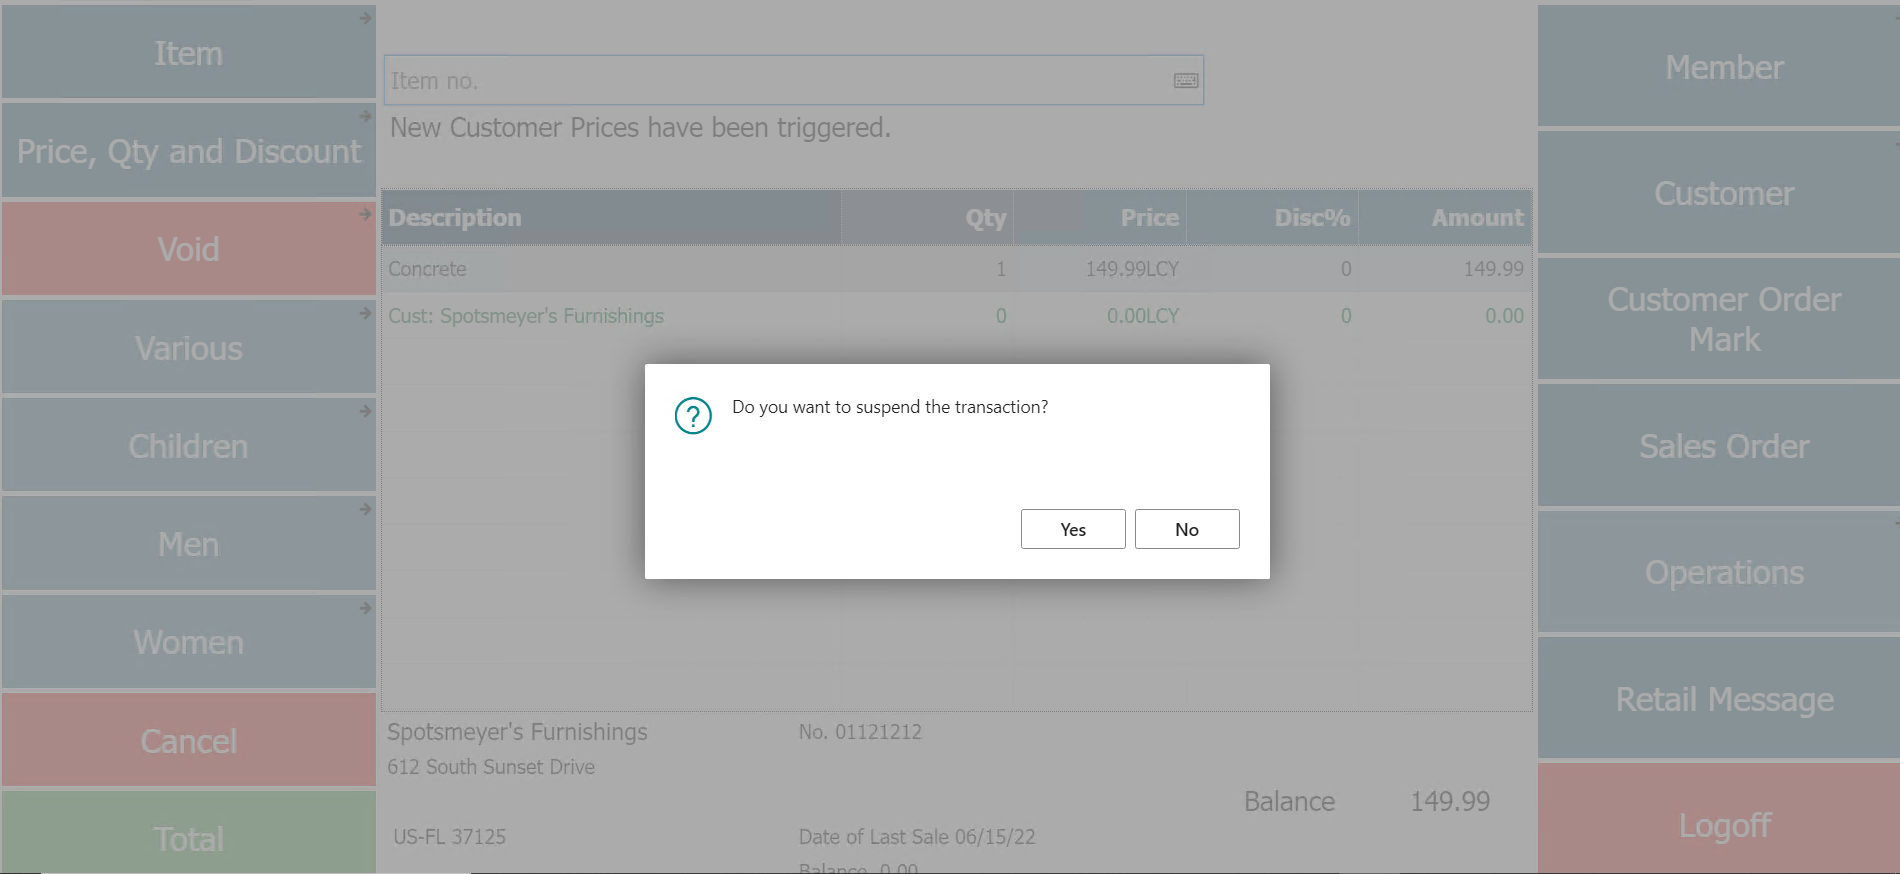 Item
Price, Qty and Discount
Void
Various
Children
Men
Women
Cancel
Total
Item no.
New Customer Prices have been triggered.
Description Qty Price Disc% Amount
Concrete 1 149.99LCY 0 149.99
Cust: Spotsmeyer's Furnishings 0 0.00LCY 0 0.00
Do you want to suspend the transaction?
Yes No
Spotsmeyer's Furnishings No. 01121212
612 South Sunset Drive
Balance 149.99
US-FL 37125 Date of Last Sale 06/15/22
Balance 0.00
Member
Customer
Customer Order
Mark
Sales Order
Operations
Retail Message
Logoff